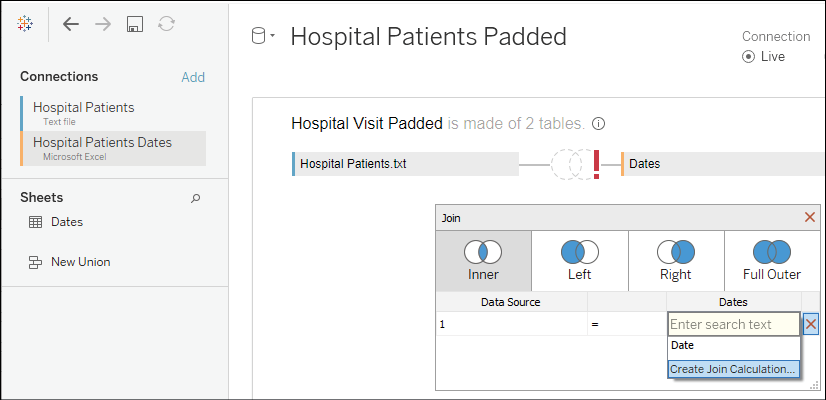 Hospital Patients Padded
Connection
Live
Connections
Add
Hospital Patients
Text file
Hospital Patients Dates
Microsoft Excel
Sheets
Dates
New Union
Hospital Visit Padded is made of 2 tables.
Hospital Patients.txt
Dates
Join
Inner
Left
Right
Full Outer
Data Source
Dates
1
=
Enter search text
Date
Create Join Calculation...